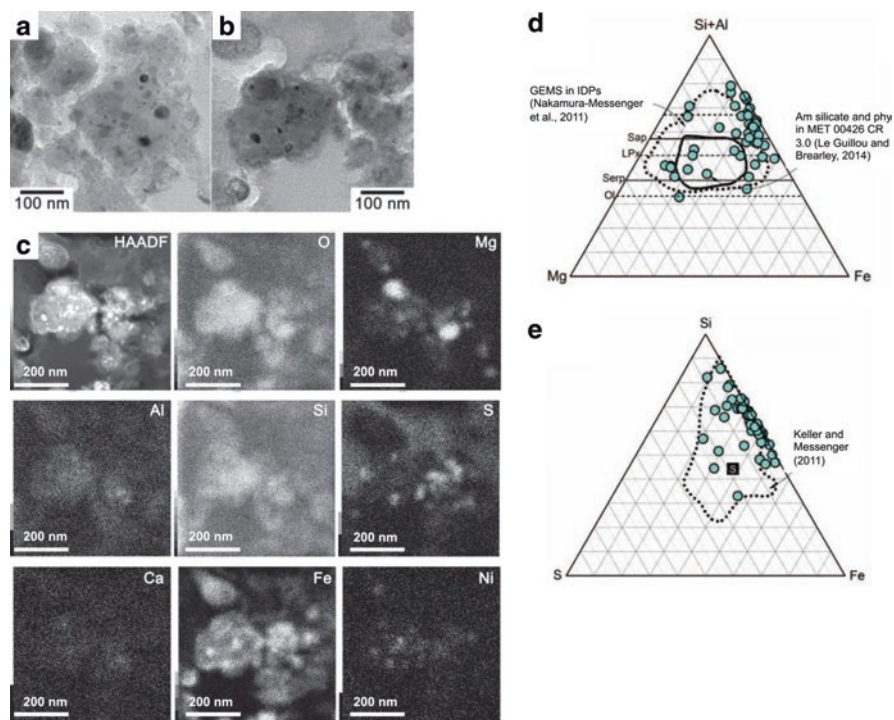 a
100 nm
b
100 nm
c
HAADF
200 nm
O
200 nm
Mg
200 nm
Al
200 nm
Si
200 nm
S
200 nm
Ca
200 nm
Fe
200 nm
Ni
200 nm
d
Si+Al
GEMS in IDPs
(Nakamura-Messenger
et al., 2011)
Am silicate and phy
in MET 00426 CR
3.0 (Le Guillou and
Brearley, 2014)
Sap
LPx
Serp
Ol
Mg
Fe
e
Si
Keller and
Messenger
(2011)
S
S
Fe